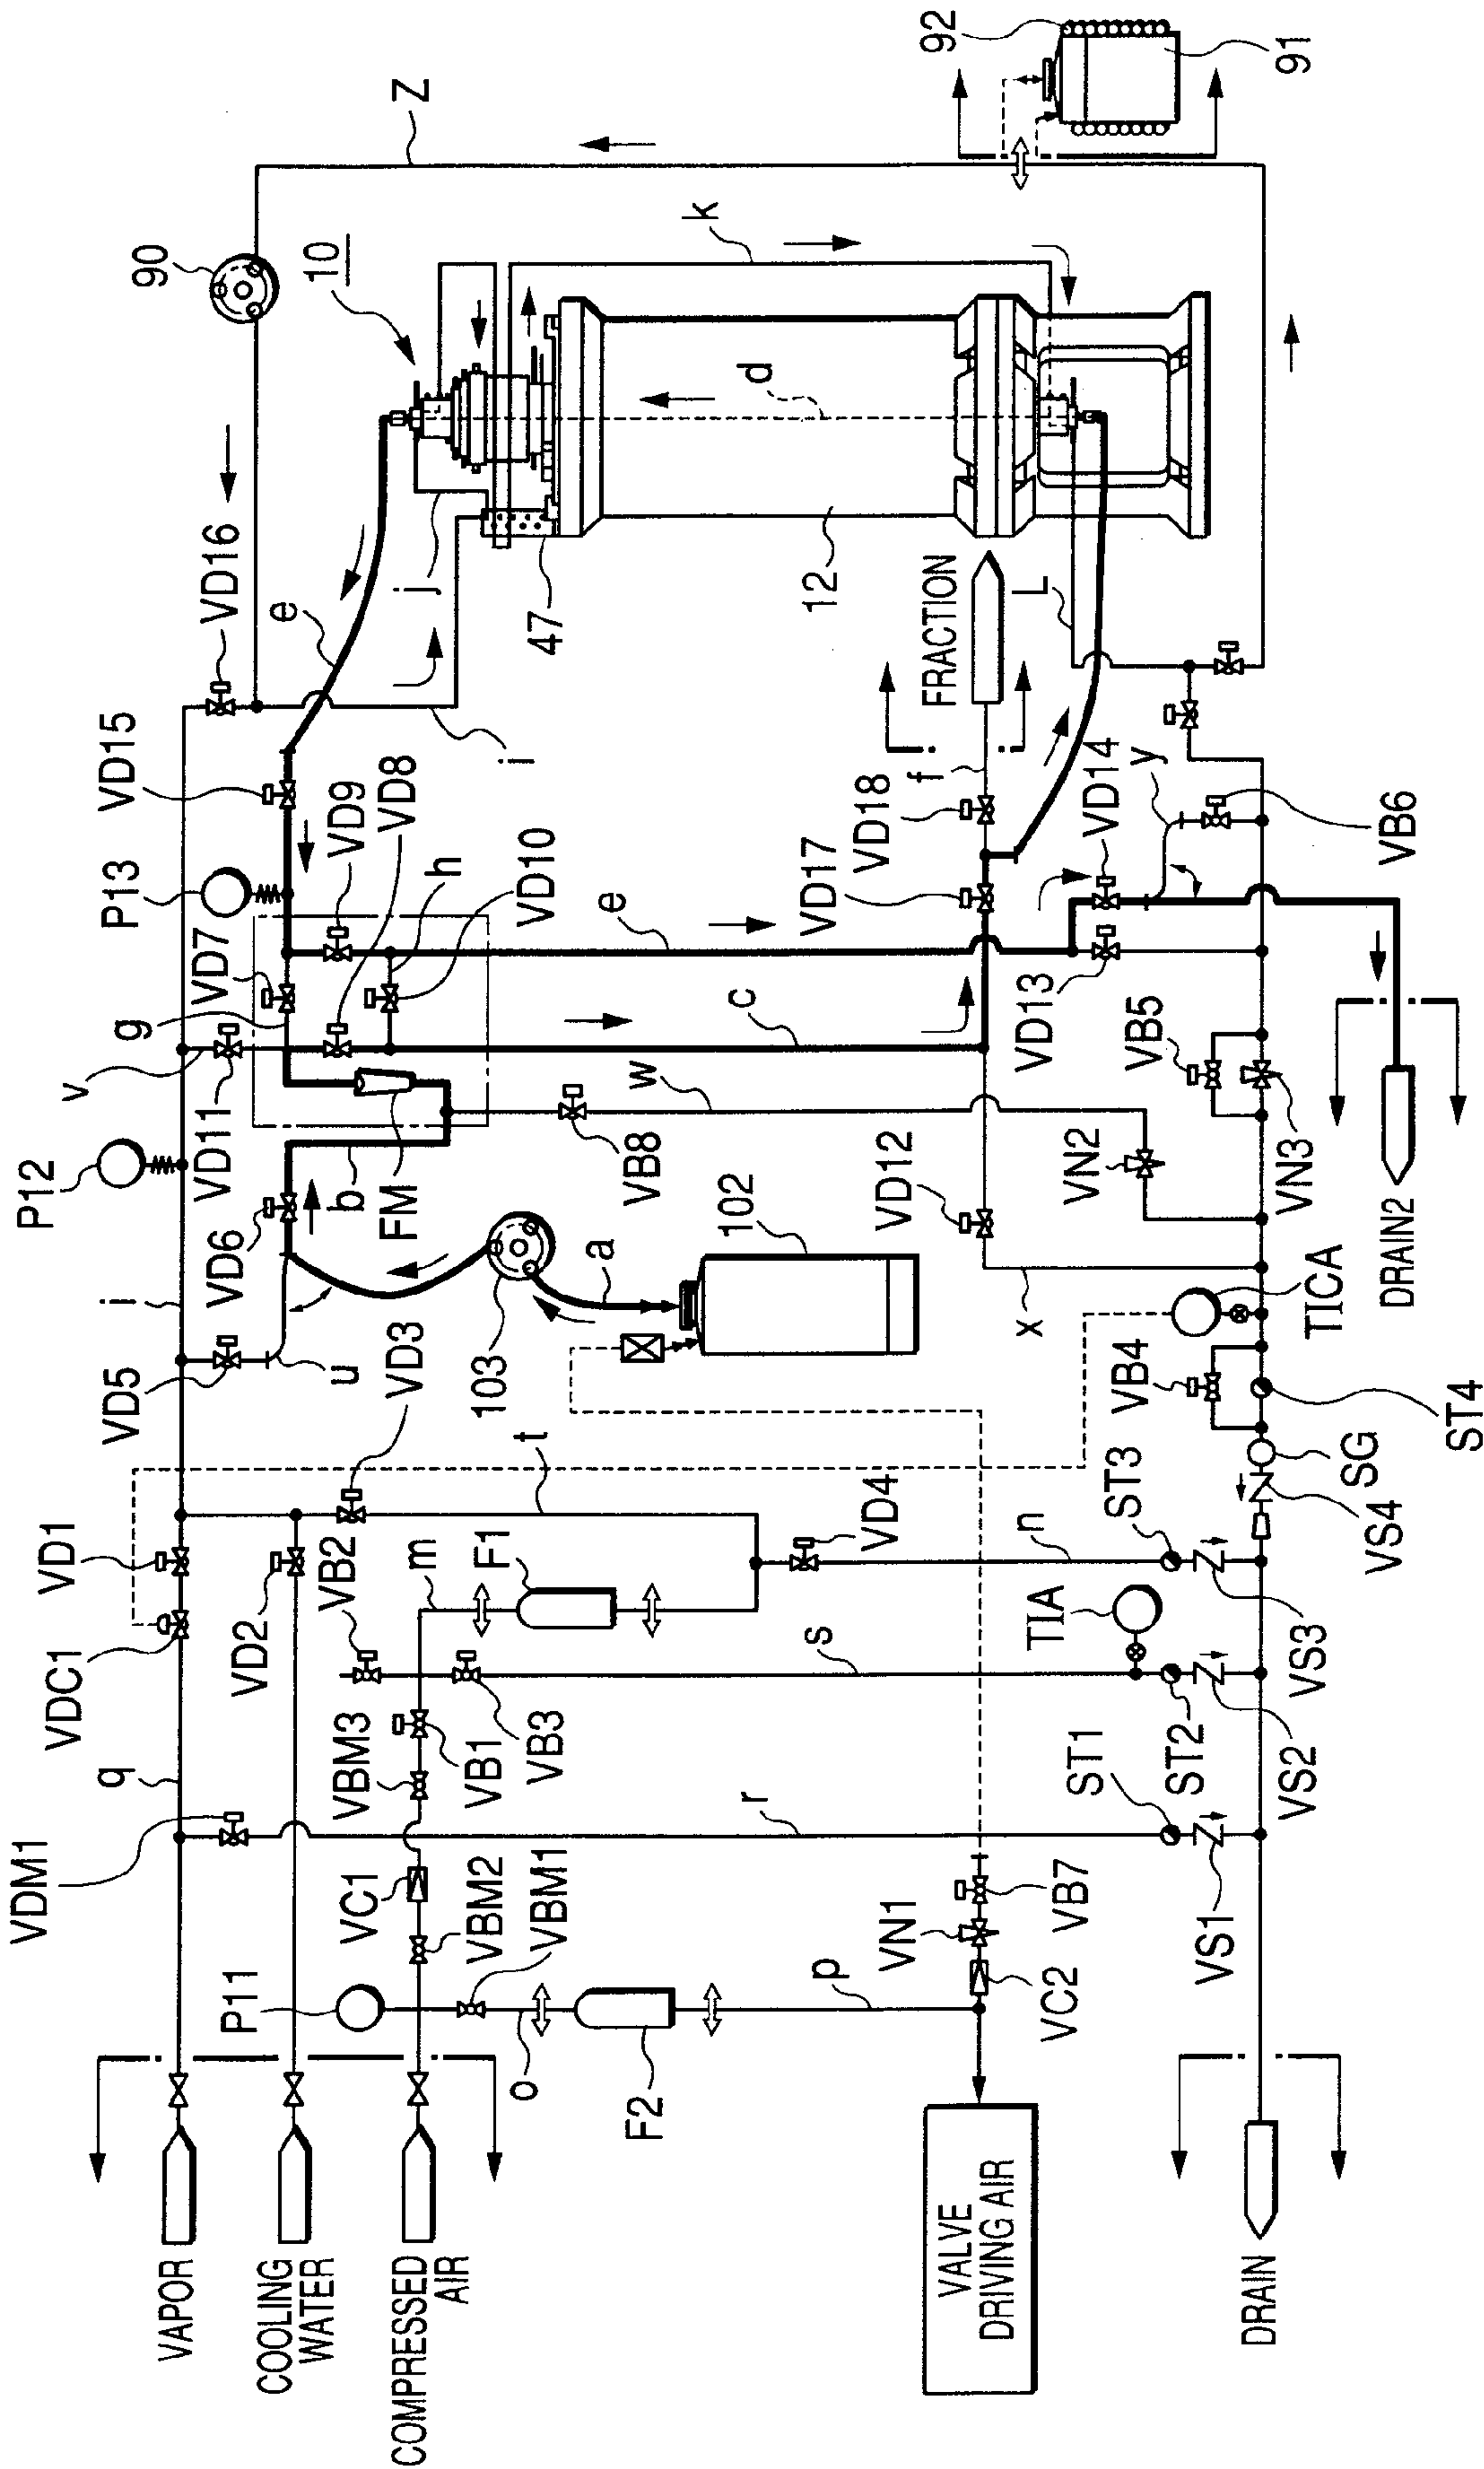 VAPOR
COOLING
WATER
COMPRESSED
AIR
VALVE
DRIVING AIR
DRAIN
P11
VDM1
q
VDC1
VD1
VD2
VC1
VBM2
VBM1
VBM3
VB1
VB2
VB3
m
F1
o
F2
p
VN1
VC2
VB7
r
ST1
VS1
s
TIA
ST2
VS2
n
ST3
VS3
VD4
t
VD3
VD5
i
u
VD6
103
a
102
VS4
SG
ST4
VB4
TICA
x
VD12
P12
v
VD11
b
FM
VB8
w
VN2
VN3
VB5
DRAIN2
g
VD7
P13
VD15
VD9
VD8
h
VD10
c
e
VD13
VD17
VD18
VD14
y
VB6
f
FRACTION
L
VD16
e
i
j
47
12
d
10
90
k
Z
92
91